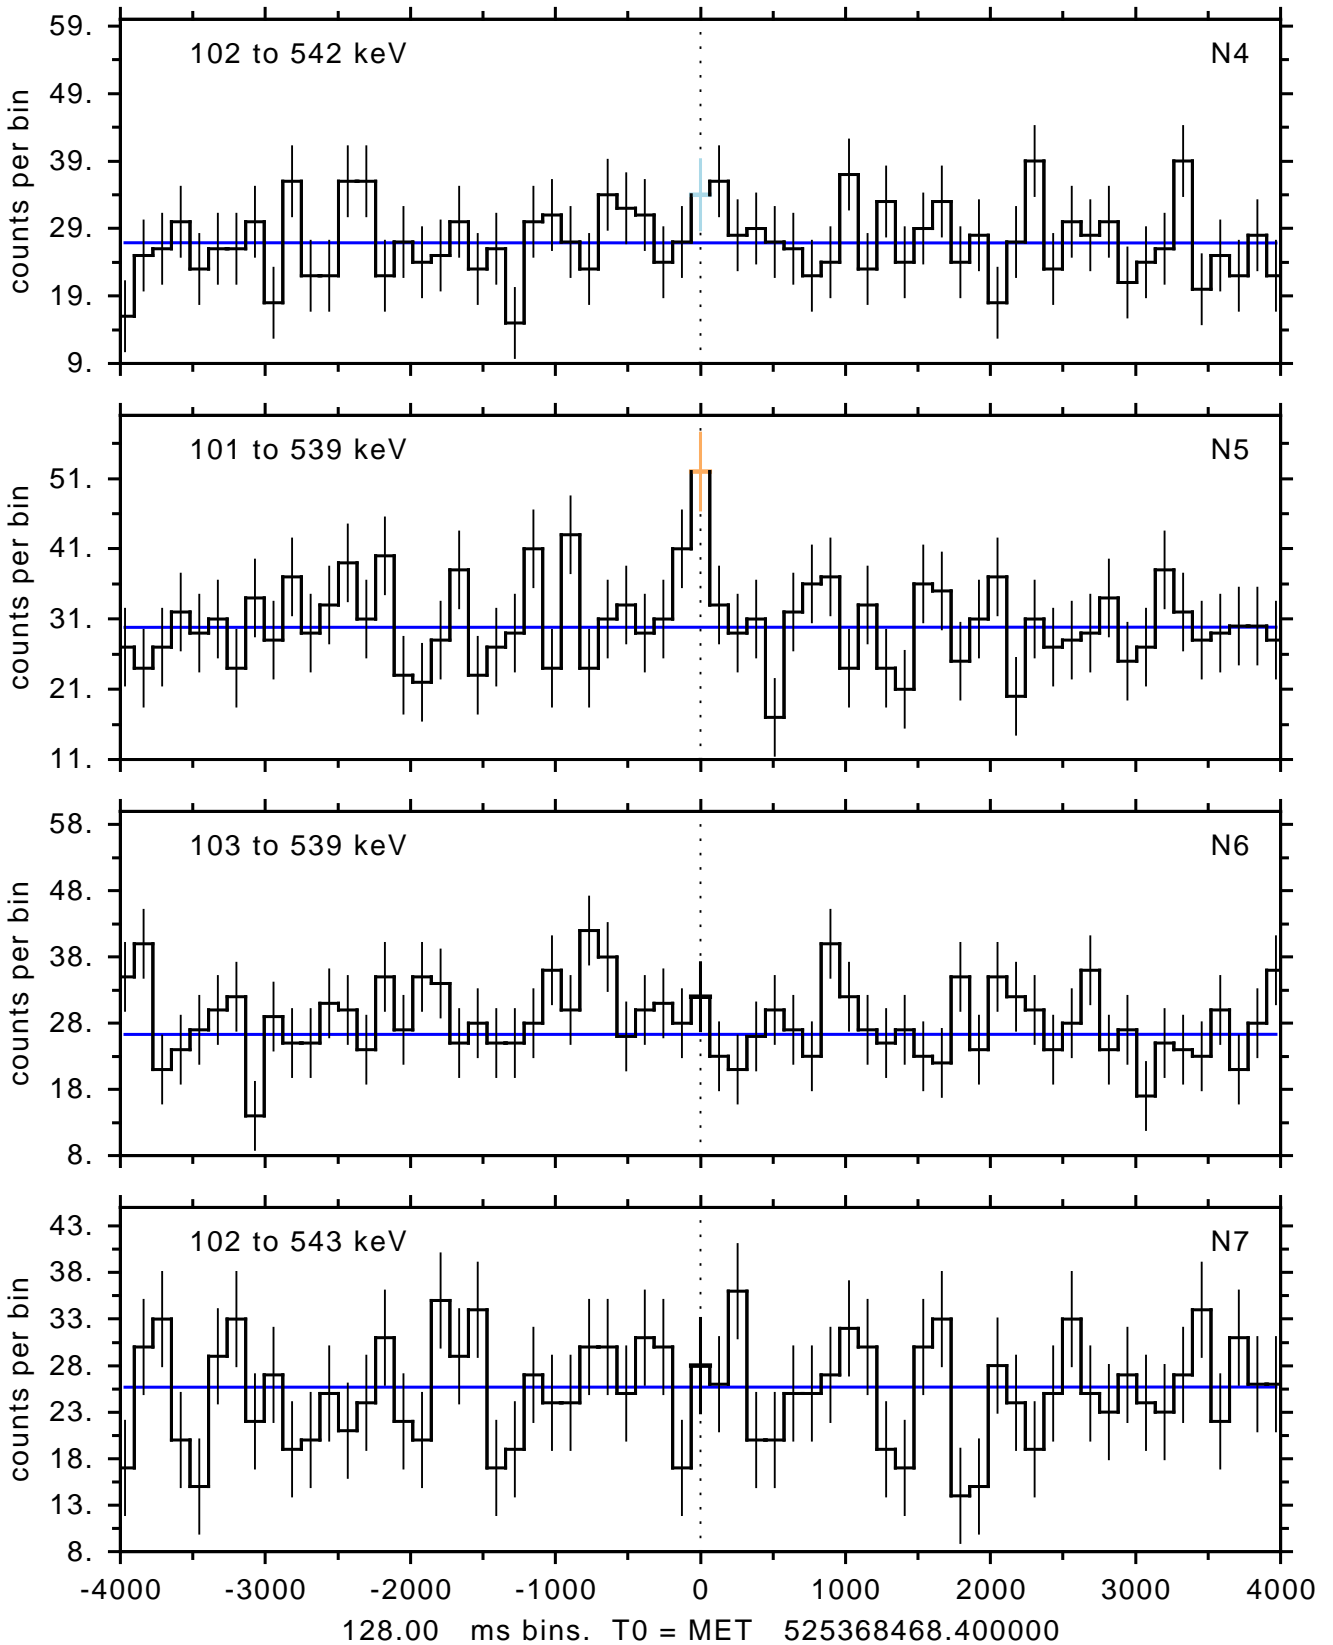 59.
102 to 542 keV N4
49.
39.
29.
19.
9.
counts per bin
101 to 539 keV N5
51.
41.
31.
21.
11.
counts per bin
58.
103 to 539 keV N6
48.
38.
28.
18.
8.
counts per bin
43.
102 to 543 keV N7
38.
33.
28.
23.
18.
13.
8.
counts per bin
-4000 -3000 -2000 -1000 0 1000 2000 3000 4000
128.00 ms bins. T0 = MET 525368468.400000